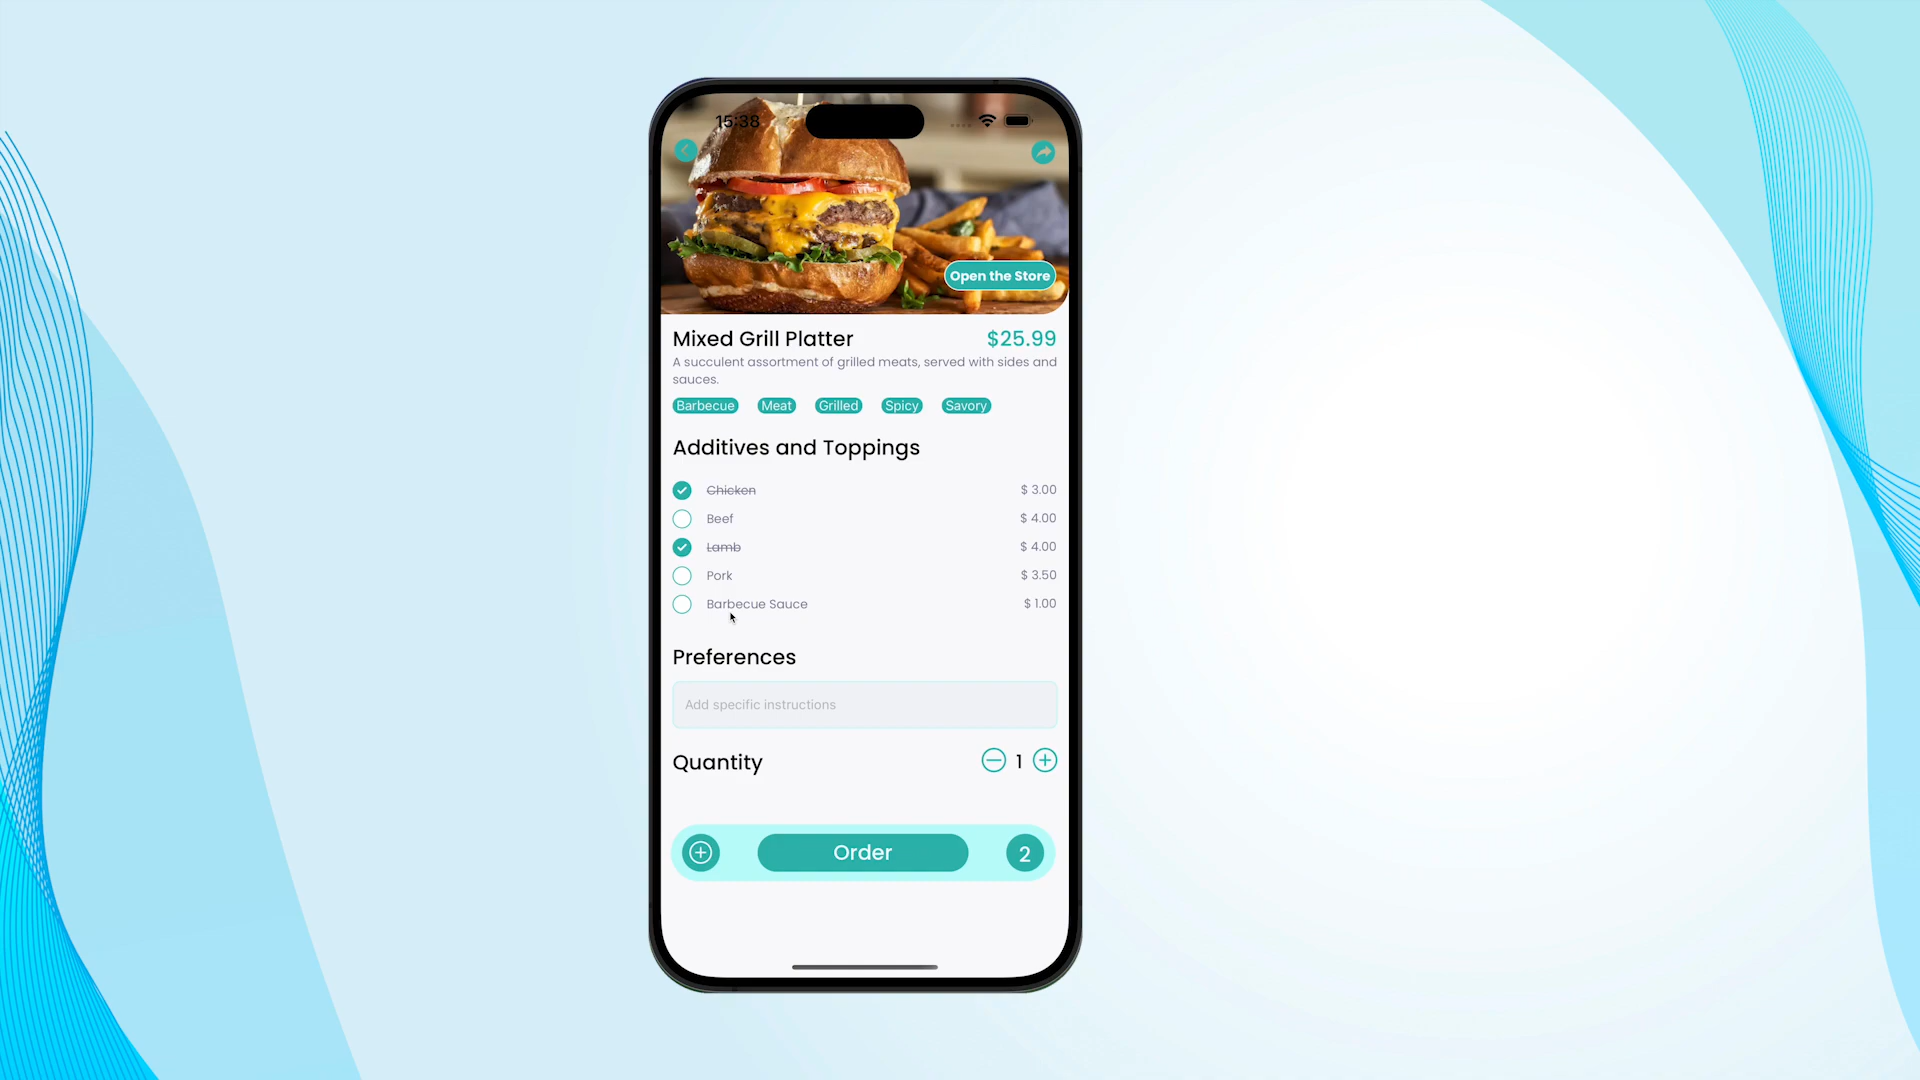 15:38
Open the Store
Mixed Grill Platter $25.99
A succulent assortment of grilled meats, served with sides and
sauces.
Barbecue Meat Grilled Spicy Savory
Additives and Toppings
Chicken $ 3.00
Beef $ 4.00
Lamb $ 4.00
Pork $ 3.50
Barbecue Sauce $ 1.00
Preferences
Add specific instructions
Quantity 1
Order 2